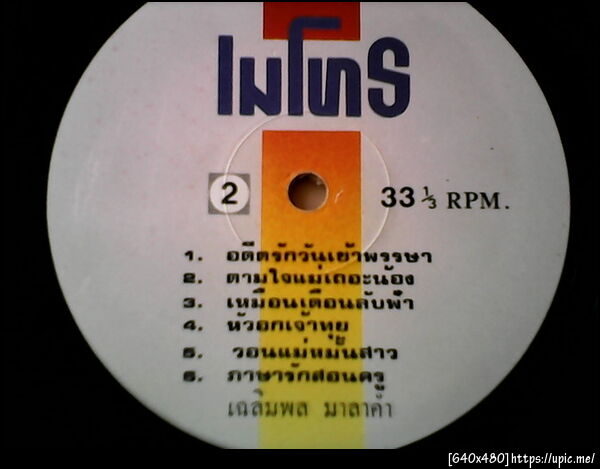 เมโทร
2 33 ⅓ RPM.
1. อดีตรักวันเข้าพรรษา
2. ตามใจแม่เถอะน้อง
3. เหมือนเดือนลับฟ้า
4. หัวอกเจ้าทุย
5. วอนแม่หมั้นสาว
6. ภาษารักสอนครู
เฉลิมพล มาลาคำ
[640x480]https://upic.me/